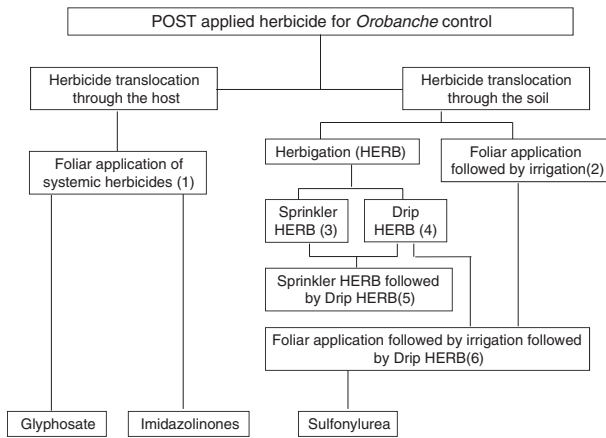 POST applied herbicide for Orobanche control
Herbicide translocation
through the host
Herbicide translocation
through the soil
Foliar application of
systemic herbicides (1)
Herbigation (HERB)
Foliar application
followed by irrigation(2)
Sprinkler
HERB (3)
Drip
HERB (4)
Sprinkler HERB followed
by Drip HERB(5)
Foliar application followed by irrigation followed
by Drip HERB(6)
Glyphosate
Imidazolinones
Sulfonylurea